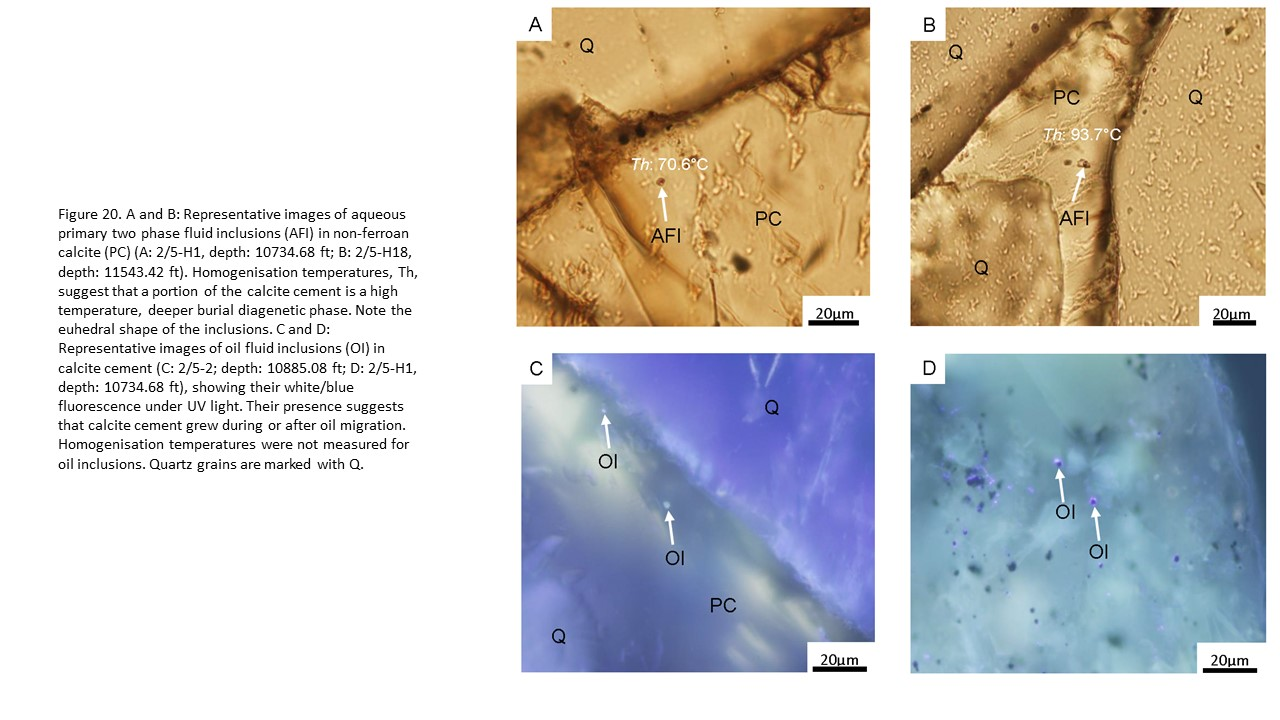 Figure 20. A and B: Representative images of aqueous
primary two phase fluid inclusions (AFI) in non-ferroan
calcite (PC) (A: 2/5-H1, depth: 10734.68 ft; B: 2/5-H18,
depth: 11543.42 ft). Homogenisation temperatures, Th,
suggest that a portion of the calcite cement is a high
temperature, deeper burial diagenetic phase. Note the
euhedral shape of the inclusions. C and D:
Representative images of oil fluid inclusions (OI) in
calcite cement (C: 2/5-2; depth: 10885.08 ft; D: 2/5-H1,
depth: 10734.68 ft), showing their white/blue
fluorescence under UV light. Their presence suggests
that calcite cement grew during or after oil migration.
Homogenisation temperatures were not measured for
oil inclusions. Quartz grains are marked with Q.
A
Q
Th: 70.6°C
PC
AFI
20µm
B
Q
PC
Q
Th: 93.7°C
AFI
Q
20µm
C
Q
OI
OI
PC
Q
20µm
D
OI
OI
20µm